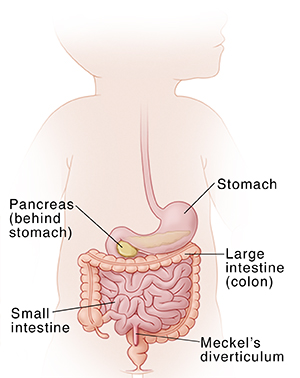 Stomach
Pancreas
(behind
stomach)
Large
intestine
(colon)
Small
intestine
Meckel's
diverticulum